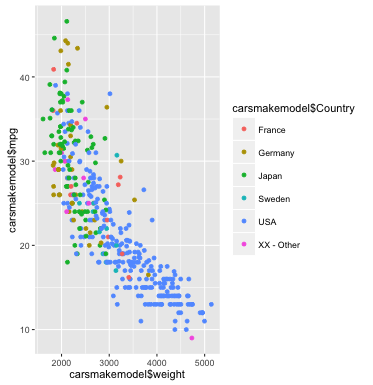 carsmakemodel$mpg
40
30
20
10
2000 3000 4000 5000
carsmakemodel$weight
carsmakemodel$Country
France
Germany
Japan
Sweden
USA
XX - Other